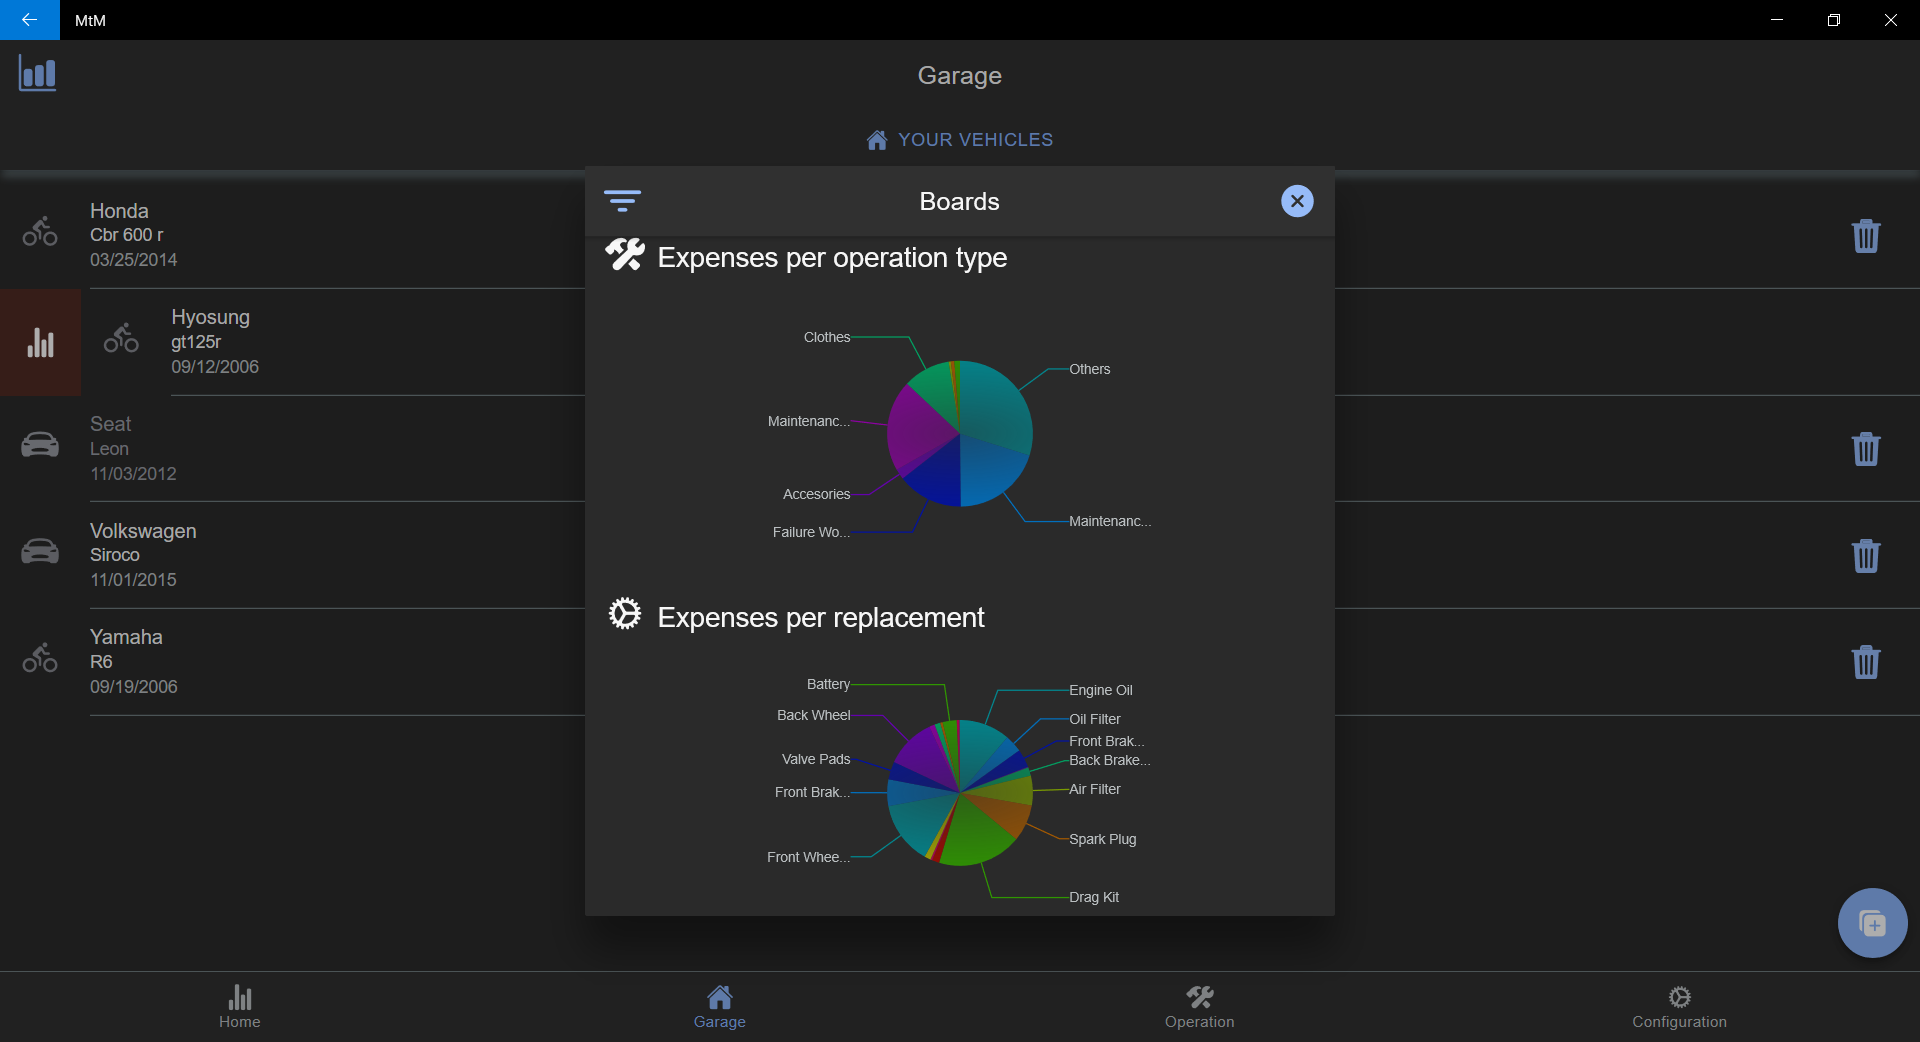 MtM
Garage
YOUR VEHICLES
Honda
Cbr 600 r
03/25/2014
Hyosung
gt125r
09/12/2006
Seat
Leon
11/03/2012
Volkswagen
Siroco
11/01/2015
Yamaha
R6
09/19/2006
Boards
Expenses per operation type
Clothes
Others
Maintenanc...
Accesories
Failure Wo...
Maintenanc...
Expenses per replacement
Battery
Engine Oil
Back Wheel
Oil Filter
Front Brak...
Valve Pads
Back Brake...
Front Brak...
Air Filter
Spark Plug
Front Whee...
Drag Kit
Home
Garage
Operation
Configuration